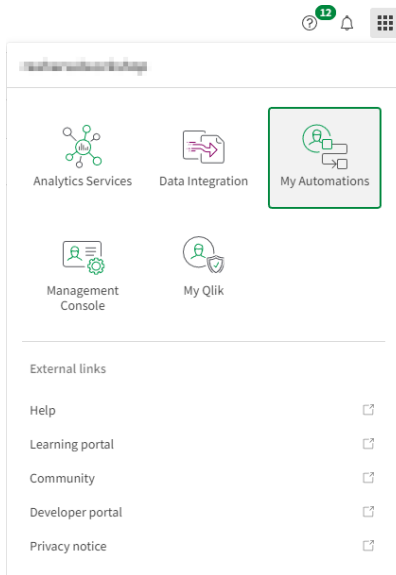 12
Analytics Services
Data Integration
My Automations
Management
Console
My Qlik
External links
Help
Learning portal
Community
Developer portal
Privacy notice